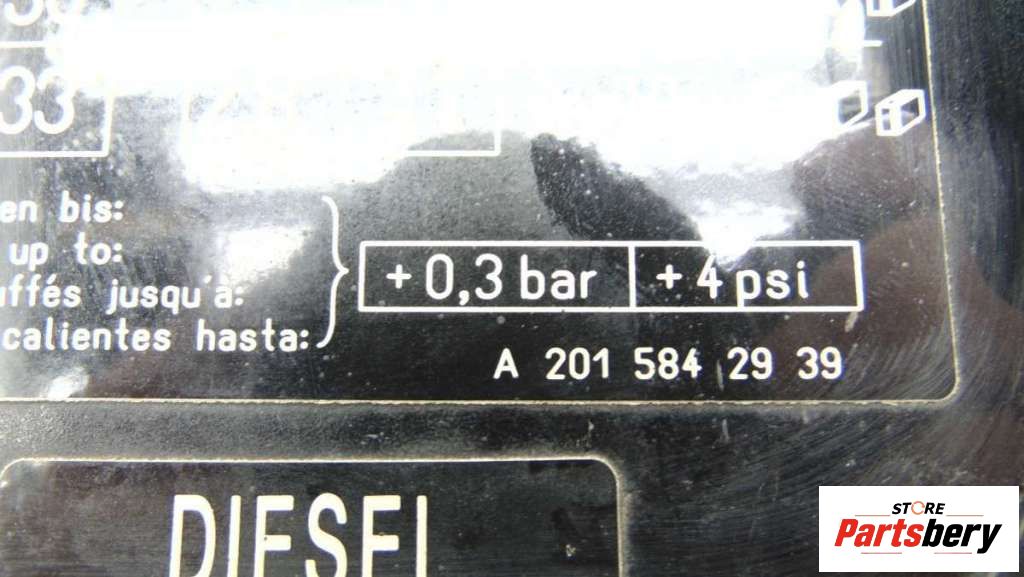 33
en bis:
up to:
uffés jusqu'à:
calientes hasta:
+0,3 bar
+4 psi
A 201 584 29 39
DIESEL
STORE
Partsbery